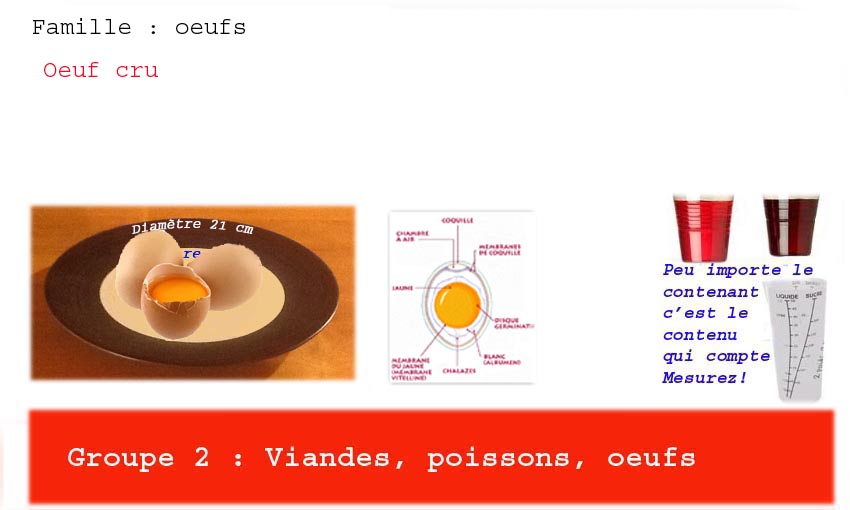 Famille : oeufs
Oeuf cru
Diamètre 21 cm
re
COQUILLE
CHAMBRE
A AIR
MEMBRANES
DE COQUILLE
JAUNE
DISQUE
GERMINATI
BLANC
(ALBUMEN)
CHALAZES
MEMBRANE
DU JAUNE
(MEMBRANE
VITELLINE)
Peu importe le
contenant
c'est le
contenu
qui compte
Mesurez!
LIQUIDE SUCRE
Groupe 2 : Viandes, poissons, oeufs